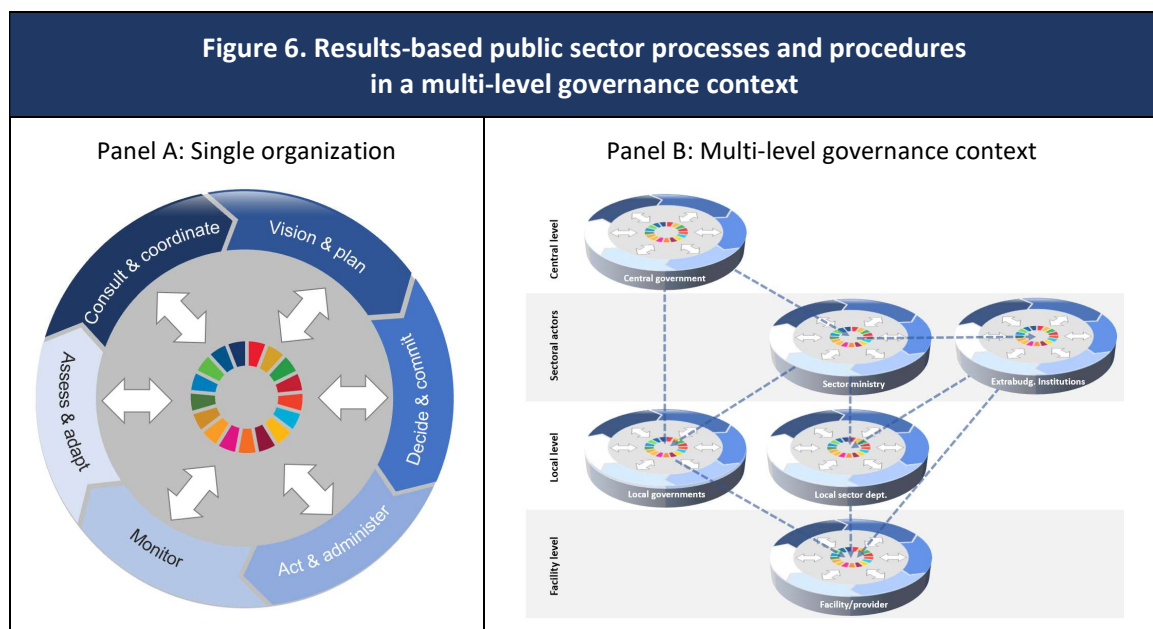 Figure 6. Results-based public sector processes and procedures
in a multi-level governance context
Panel A: Single organization
Consult & coordinate
Vision & plan
Decide & commit
Act & administer
Monitor
Assess & adapt
Panel B: Multi-level governance context
Central level
Central government
Sectoral actors
Sector ministry
Extrabudg. Institutions
Local level
Local governments
Local sector dept.
Facility level
Facility/provider